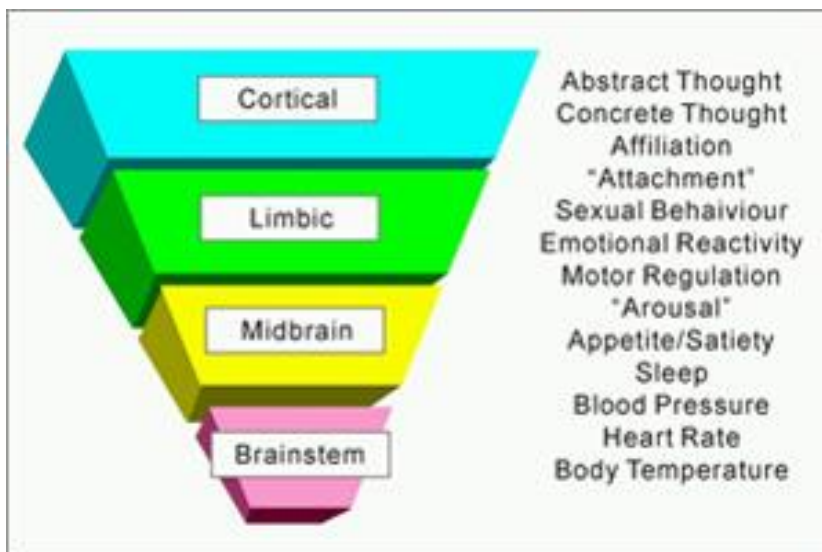 Cortical
Limbic
Midbrain
Brainstem
Abstract Thought
Concrete Thought
Affiliation
“Attachment”
Sexual Behaiviour
Emotional Reactivity
Motor Regulation
“Arousal”
Appetite/Satiety
Sleep
Blood Pressure
Heart Rate
Body Temperature